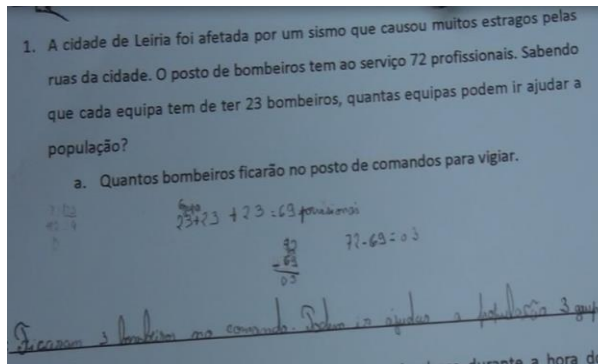 1. A cidade de Leiria foi afetada por um sismo que causou muitos estragos pelas
ruas da cidade. O posto de bombeiros tem ao serviço 72 profissionais. Sabendo
que cada equipa tem de ter 23 bombeiros, quantas equipas podem ir ajudar a
população?
a. Quantos bombeiros ficarão no posto de comandos para vigiar.
23+23 + 23 = 69
72-69=03
- 69
03
Ficaram 3 bombeiros no comando. Podem ir ajudar a população 3
durante a hora d